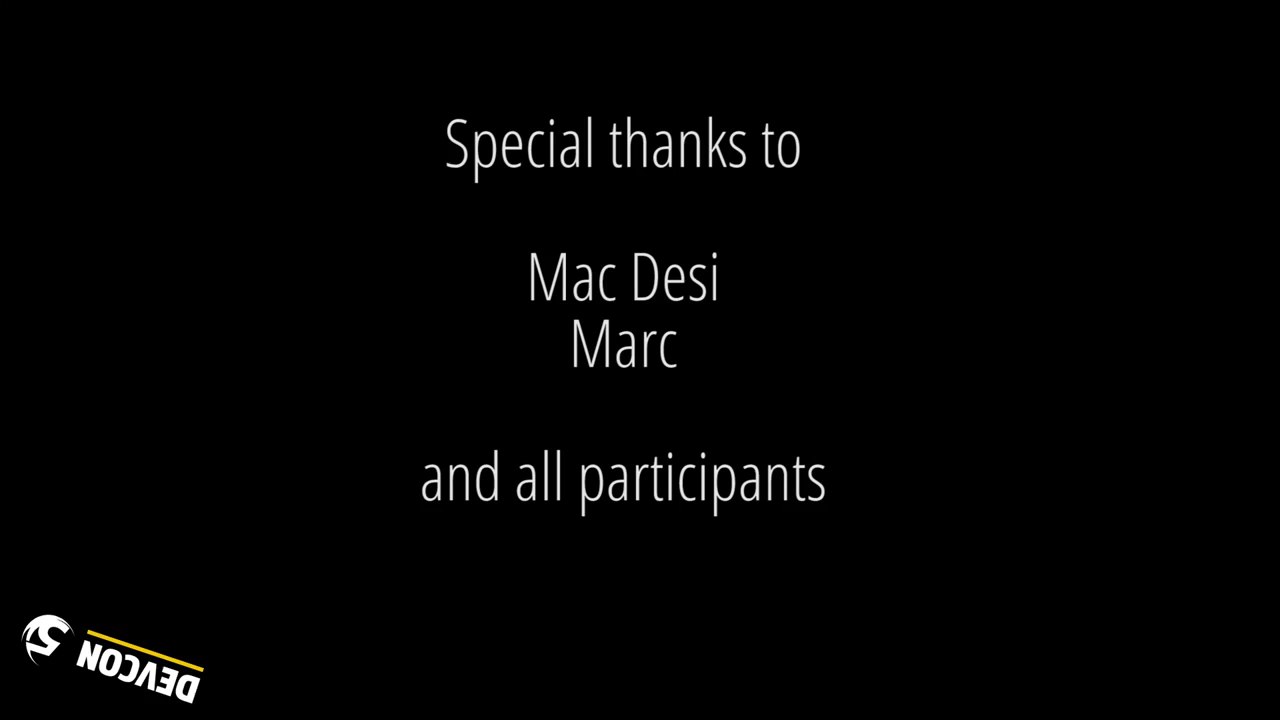 Special thanks to
Mac Desi
Marc
and all participants
DEVCON